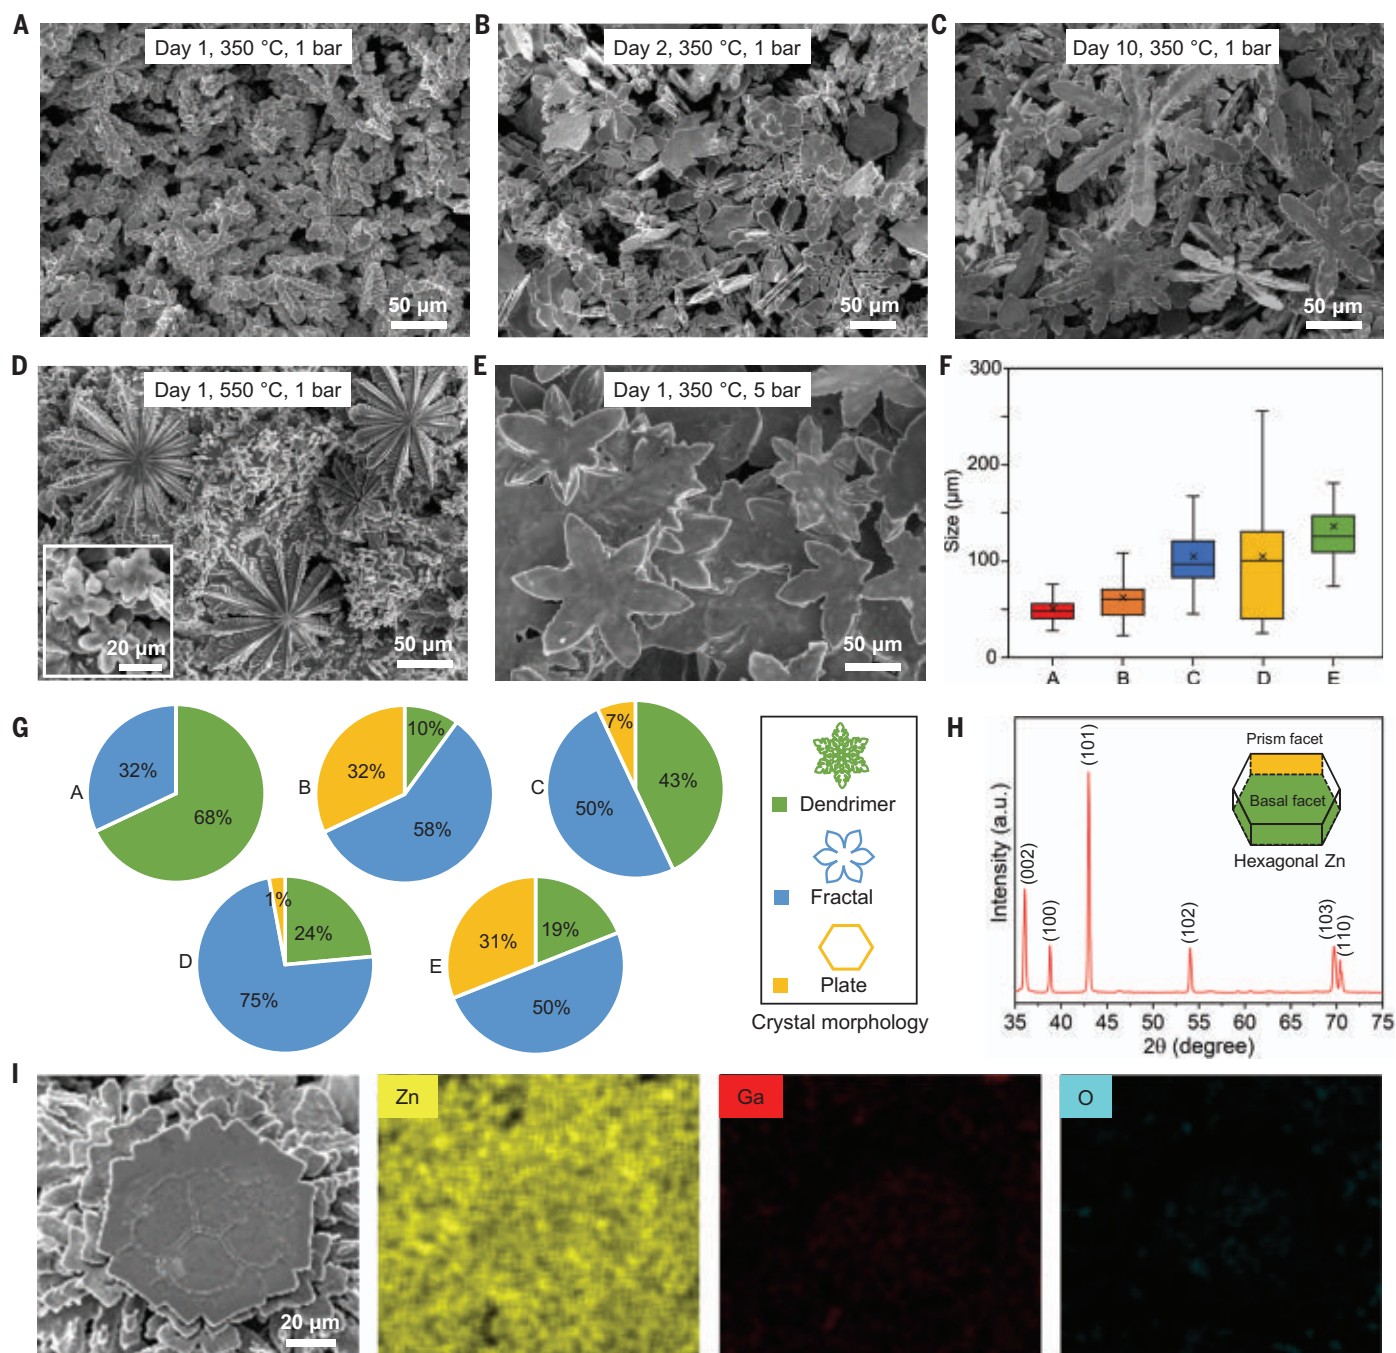 A
Day 1, 350 °C, 1 bar
50 µm
B
Day 2, 350 °C, 1 bar
50 µm
C
Day 10, 350 °C, 1 bar
50 µm
D
Day 1, 550 °C, 1 bar
20 µm
50 µm
E
Day 1, 350 °C, 5 bar
50 µm
F
300
200
100
0
Size (µm)
A B C D E
G
A
32%
68%
B
10%
32%
58%
C
7%
43%
50%
D
1%
24%
75%
E
19%
31%
50%
Dendrimer
Fractal
Plate
Crystal morphology
H
Intensity (a.u.)
(002)
(100)
(101)
(102)
(103)
(110)
Prism facet
Basal facet
Hexagonal Zn
35 40 45 50 55 60 65 70 75
2θ (degree)
I
20 µm
Zn
Ga
O